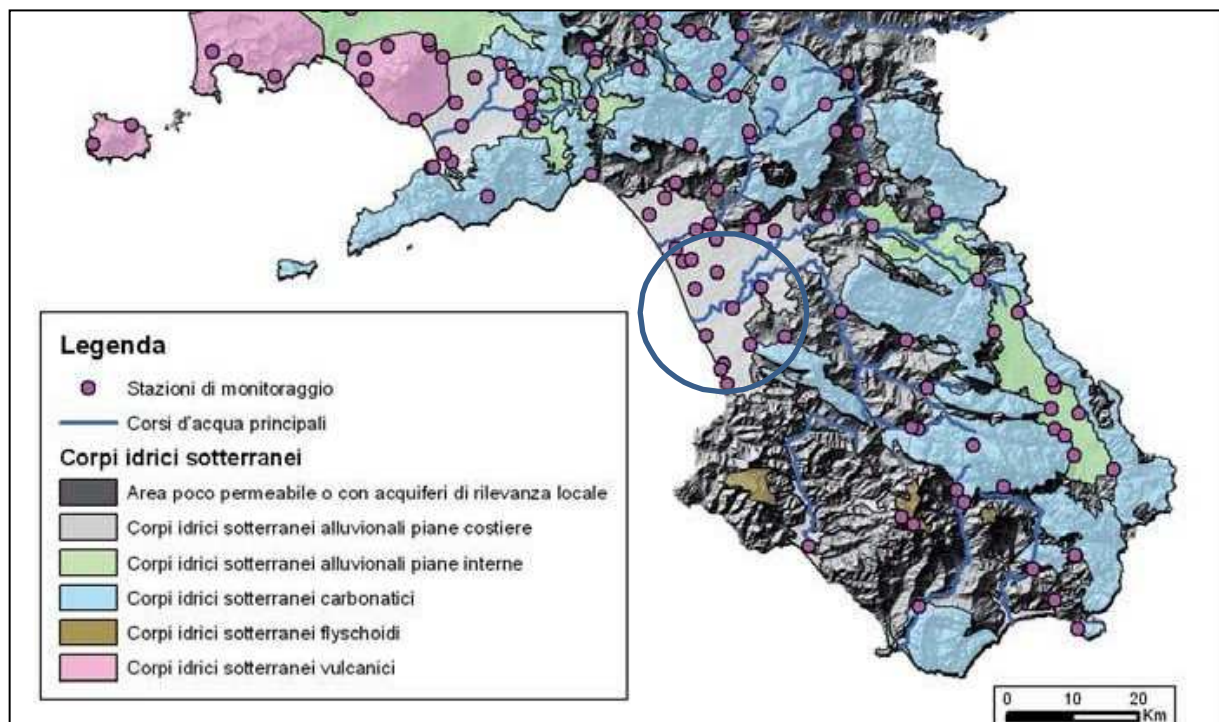 Legenda
Stazioni di monitoraggio
Corsi d'acqua principali
Corpi idrici sotterranei
Area poco permeabile o con acquiferi di rilevanza locale
Corpi idrici sotterranei alluvionali piane costiere
Corpi idrici sotterranei alluvionali piane interne
Corpi idrici sotterranei carbonatici
Corpi idrici sotterranei flyschoidi
Corpi idrici sotterranei vulcanici
0 10 20
Km